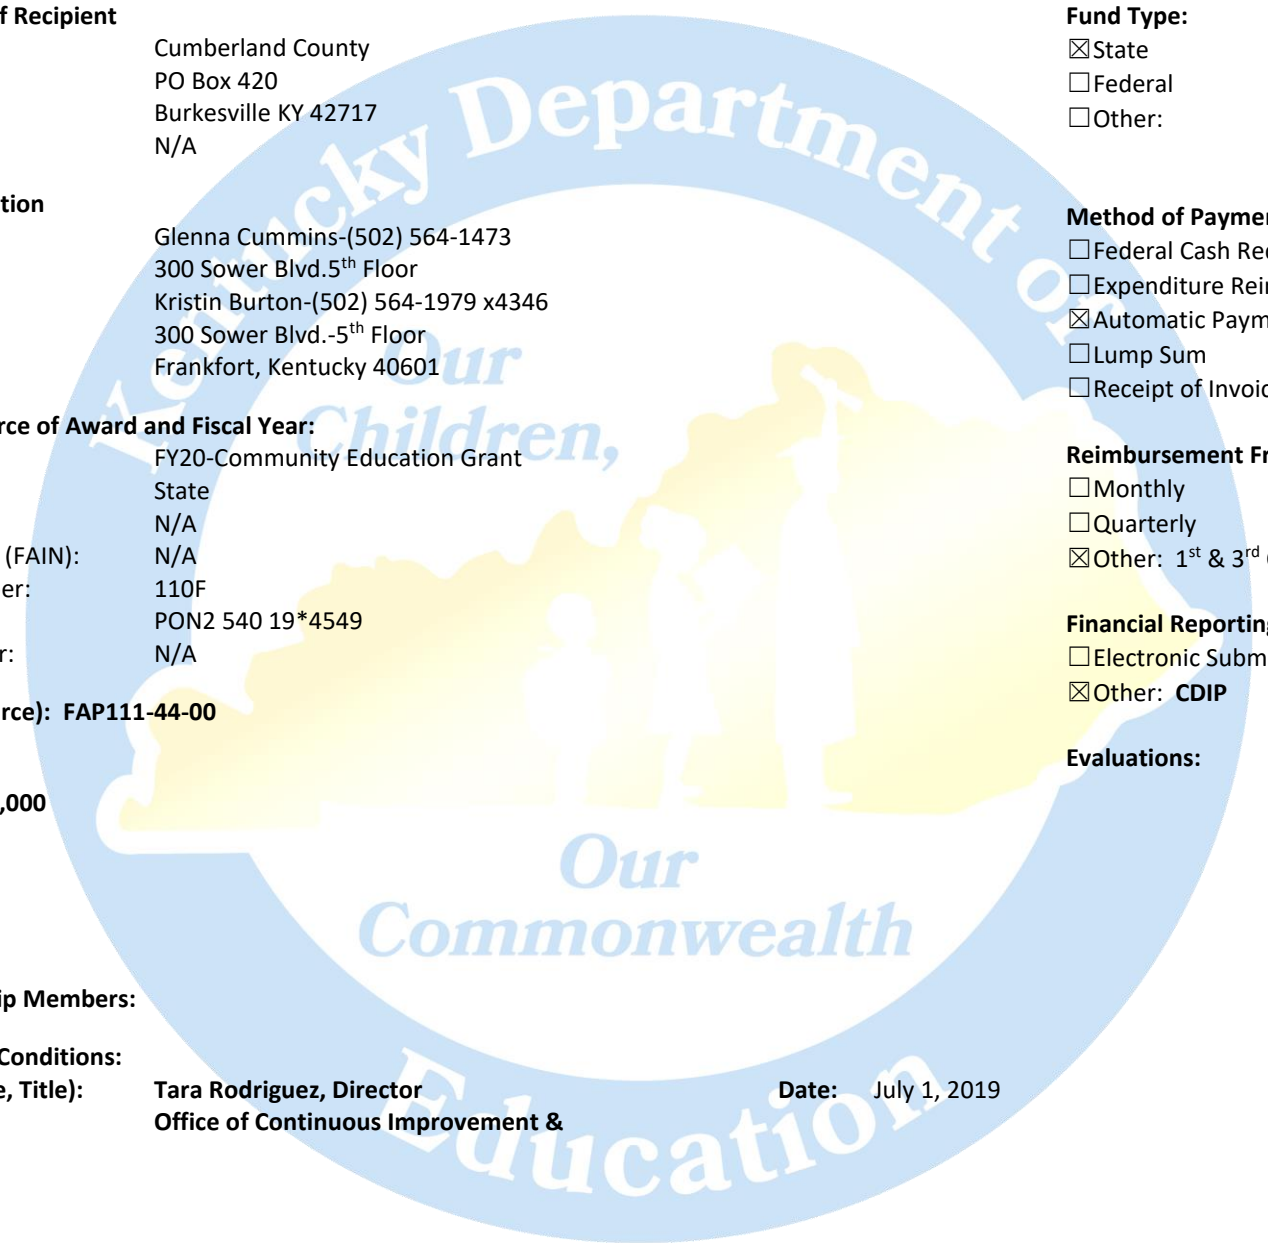 f Recipient
Cumberland County
PO Box 420
Burkesville KY 42717
N/A
tion
Glenna Cummins-(502) 564-1473
300 Sower Blvd.5th Floor
Kristin Burton-(502) 564-1979 x4346
300 Sower Blvd.-5th Floor
Frankfort, Kentucky 40601
rce of Award and Fiscal Year:
FY20-Community Education Grant
State
N/A
(FAIN): N/A
er: 110F
PON2 540 19*4549
r: N/A
rce): FAP111-44-00
,000
ip Members:
Conditions:
e, Title): Tara Rodriguez, Director Date: July 1, 2019
Office of Continuous Improvement &
Fund Type:
☒State
☐Federal
☐Other:
Method of Payme
☐Federal Cash Re
☐Expenditure Rei
☒Automatic Paym
☐Lump Sum
☐Receipt of Invoi
Reimbursement Fr
☐Monthly
☐Quarterly
☒Other: 1st & 3rd
Financial Reportin
☐Electronic Subm
☒Other: CDIP
Evaluations:
Kentucky Department of
Education
Our
Children,
Our
Commonwealth